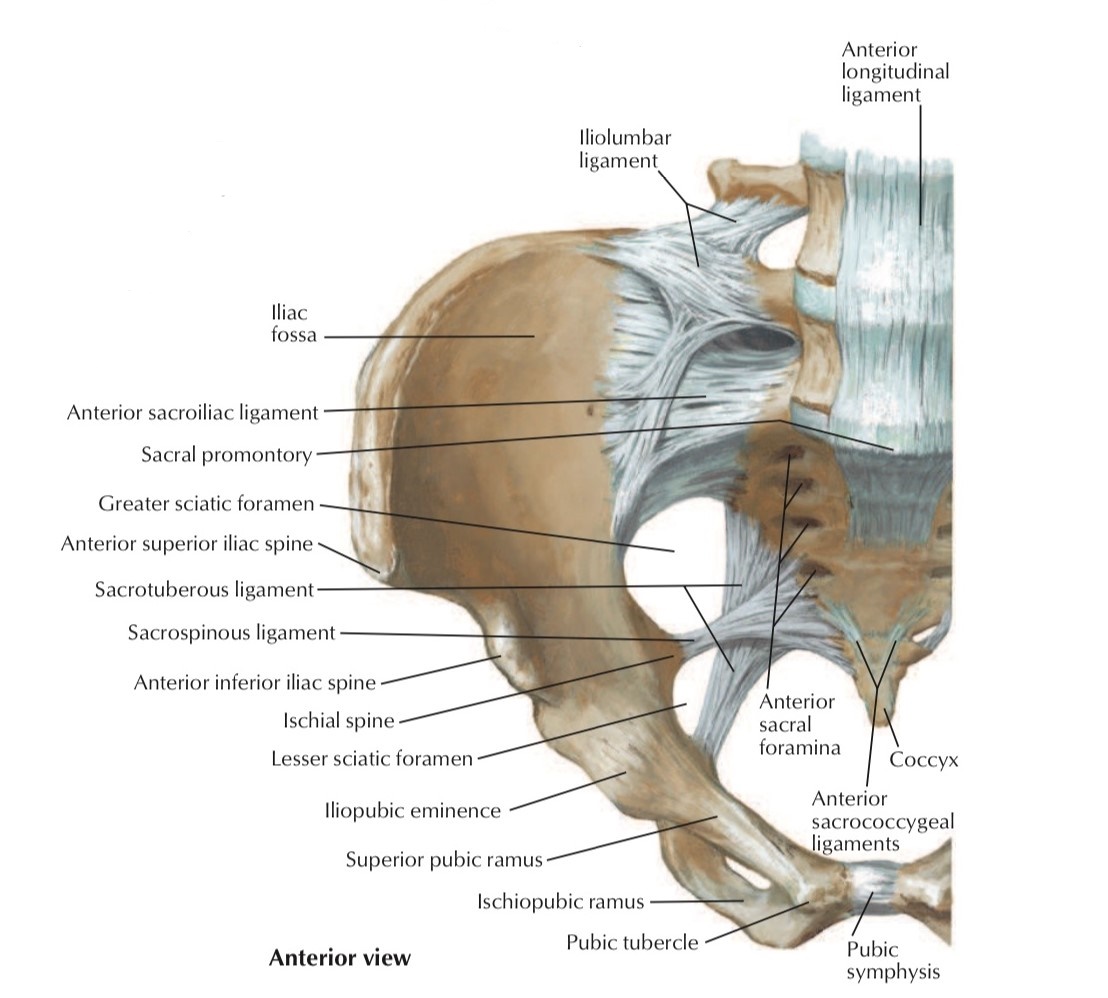 Anterior
longitudinal
ligament
Iliolumbar
ligament
Iliac
fossa
Anterior sacroiliac ligament
Sacral promontory
Greater sciatic foramen
Anterior superior iliac spine
Sacrotuberous ligament
Sacrospinous ligament
Anterior inferior iliac spine
Ischial spine
Lesser sciatic foramen
Iliopubic eminence
Superior pubic ramus
Ischiopubic ramus
Pubic tubercle
Anterior
sacral
foramina
Coccyx
Anterior
sacrococcygeal
ligaments
Pubic
symphysis
Anterior view